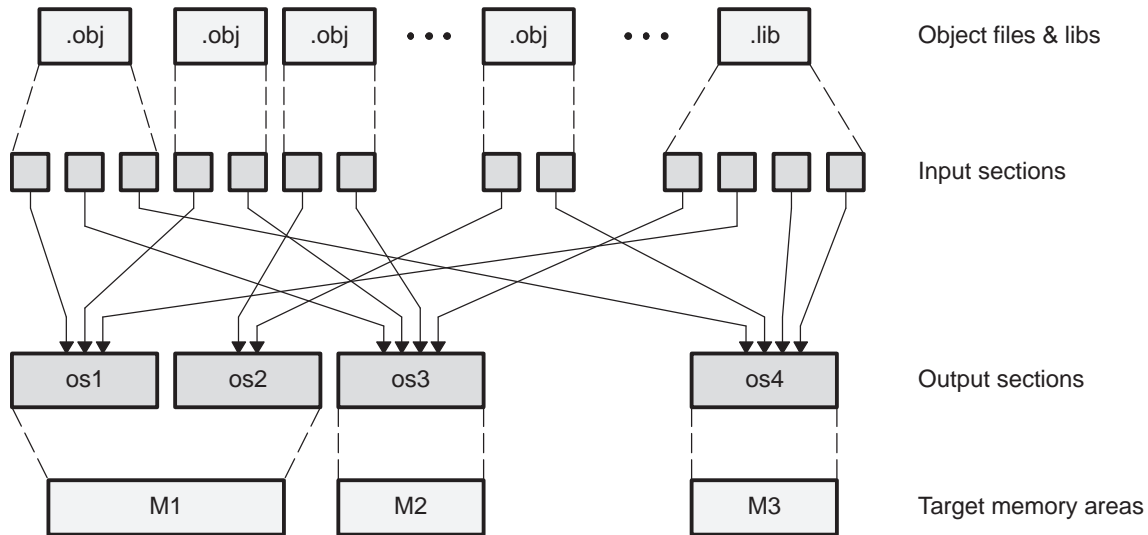 .obj .obj .obj ••• .obj ••• .lib Object files & libs
Input sections
os1 os2 os3 os4 Output sections
M1 M2 M3 Target memory areas